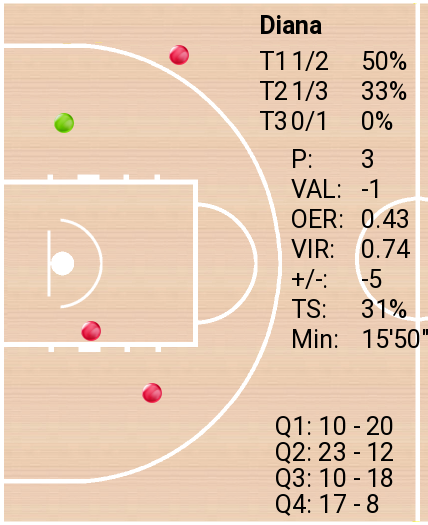 Diana
T1 1/2 50%
T2 1/3 33%
T3 0/1 0%
P: 3
VAL: -1
OER: 0.43
VIR: 0.74
+/-: -5
TS: 31%
Min: 15'50"
Q1: 10 - 20
Q2: 23 - 12
Q3: 10 - 18
Q4: 17 - 8